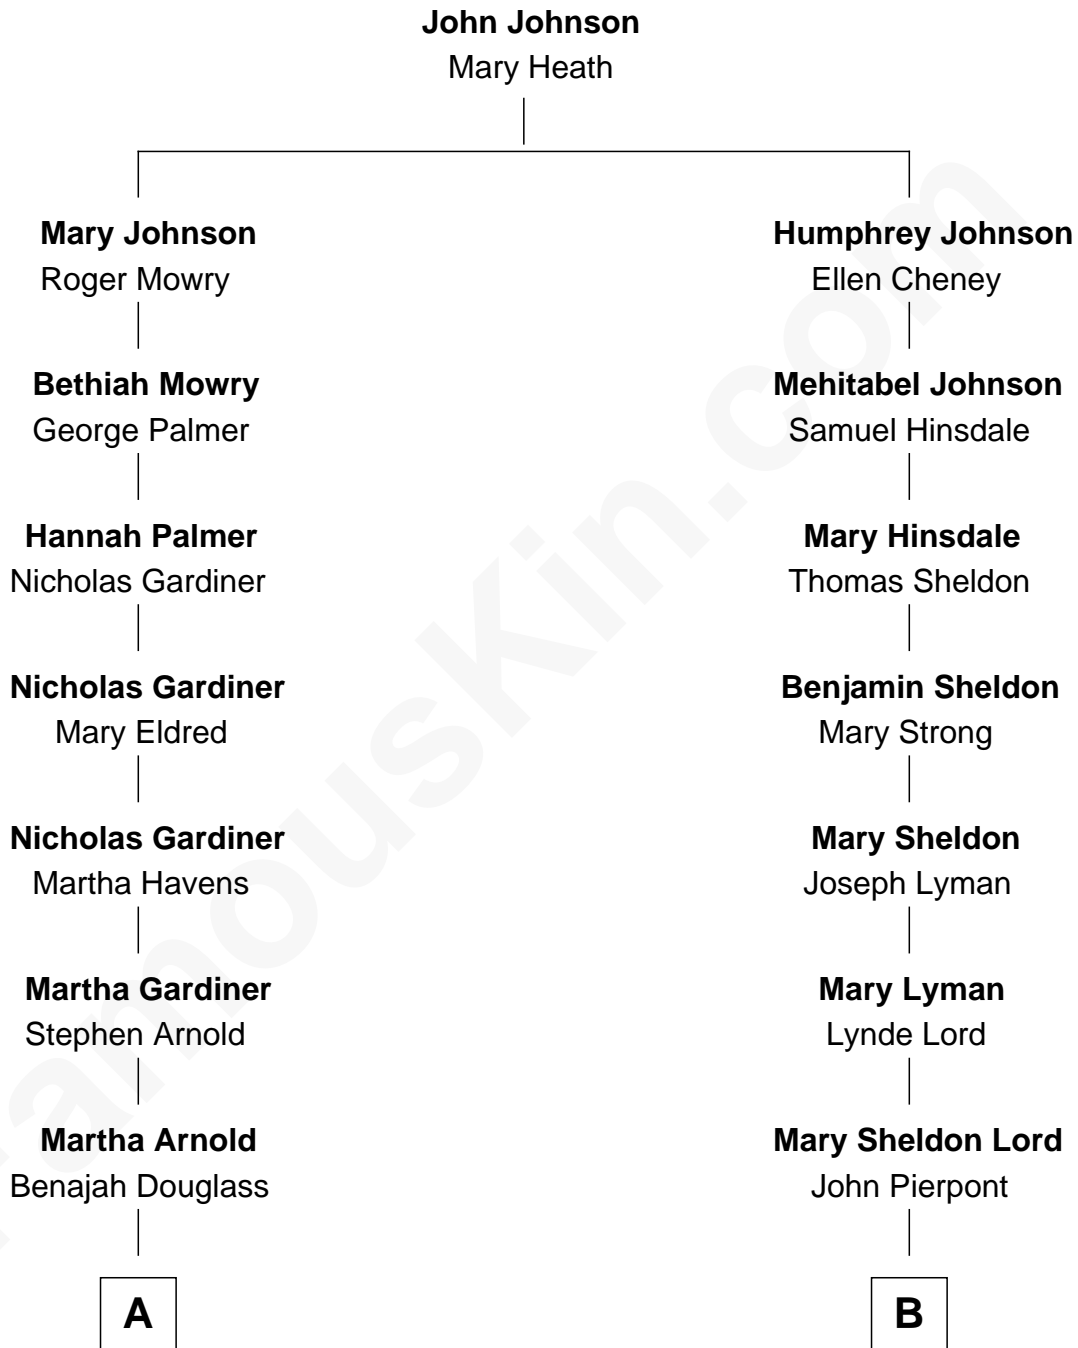 John Johnson
Mary Heath
Mary Johnson
Roger Mowry
Bethiah Mowry
George Palmer
Hannah Palmer
Nicholas Gardiner
Nicholas Gardiner
Mary Eldred
Nicholas Gardiner
Martha Havens
Martha Gardiner
Stephen Arnold
Martha Arnold
Benajah Douglass
A
Humphrey Johnson
Ellen Cheney
Mehitabel Johnson
Samuel Hinsdale
Mary Hinsdale
Thomas Sheldon
Benjamin Sheldon
Mary Strong
Mary Sheldon
Joseph Lyman
Mary Lyman
Lynde Lord
Mary Sheldon Lord
John Pierpont
B
FamousKin.com